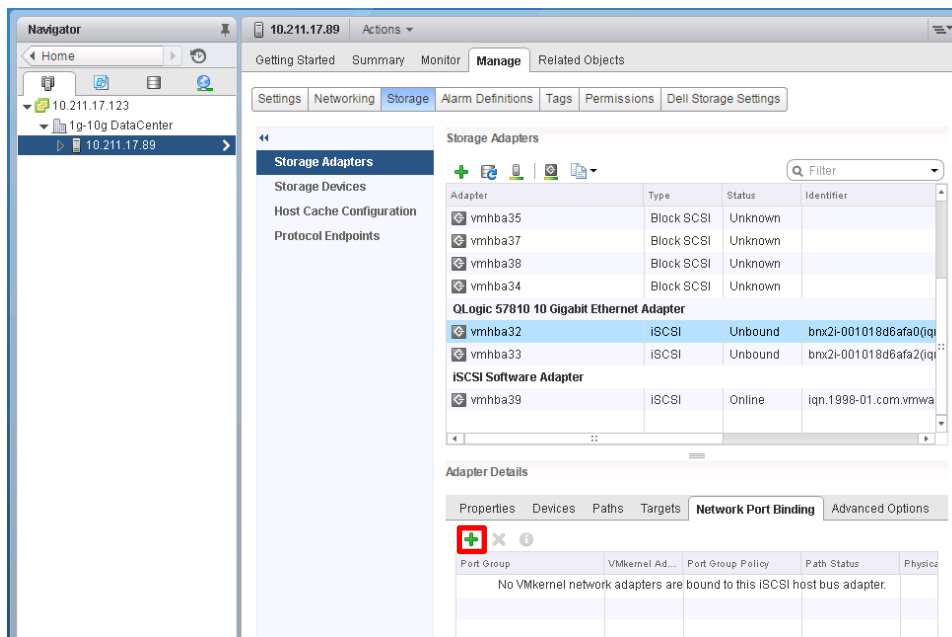 Navigator
Home
10.211.17.123
1g-10g DataCenter
10.211.17.89
10.211.17.89 Actions
Getting Started Summary Monitor Manage Related Objects
Settings Networking Storage Alarm Definitions Tags Permissions Dell Storage Settings
Storage Adapters
Storage Devices
Host Cache Configuration
Protocol Endpoints
Storage Adapters
Filter
Adapter Type Status Identifier
vmhba35 Block SCSI Unknown
vmhba37 Block SCSI Unknown
vmhba38 Block SCSI Unknown
vmhba34 Block SCSI Unknown
QLogic 57810 10 Gigabit Ethernet Adapter
vmhba32 iSCSI Unbound bnx2i-001018d6afa0(iqn
vmhba33 iSCSI Unbound bnx2i-001018d6afa2(iqn
iSCSI Software Adapter
vmhba39 iSCSI Online iqn.1998-01.com.vmwa
Adapter Details
Properties Devices Paths Targets Network Port Binding Advanced Options
Port Group VMkernel Ad... Port Group Policy Path Status Physica
No VMkernel network adapters are bound to this iSCSI host bus adapter.